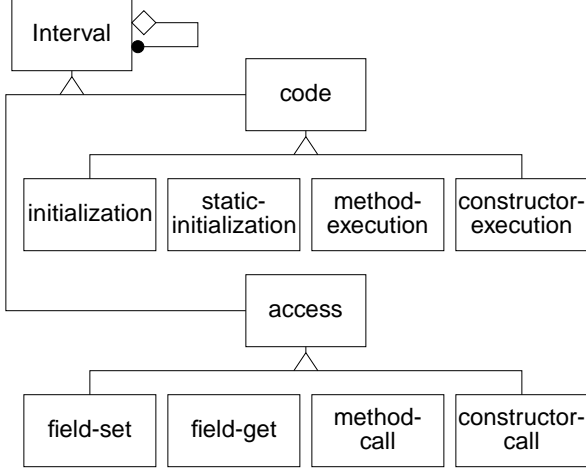 Interval
code
initialization
static-
initialization
method-
execution
constructor-
execution
access
field-set
field-get
method-
call
constructor-
call